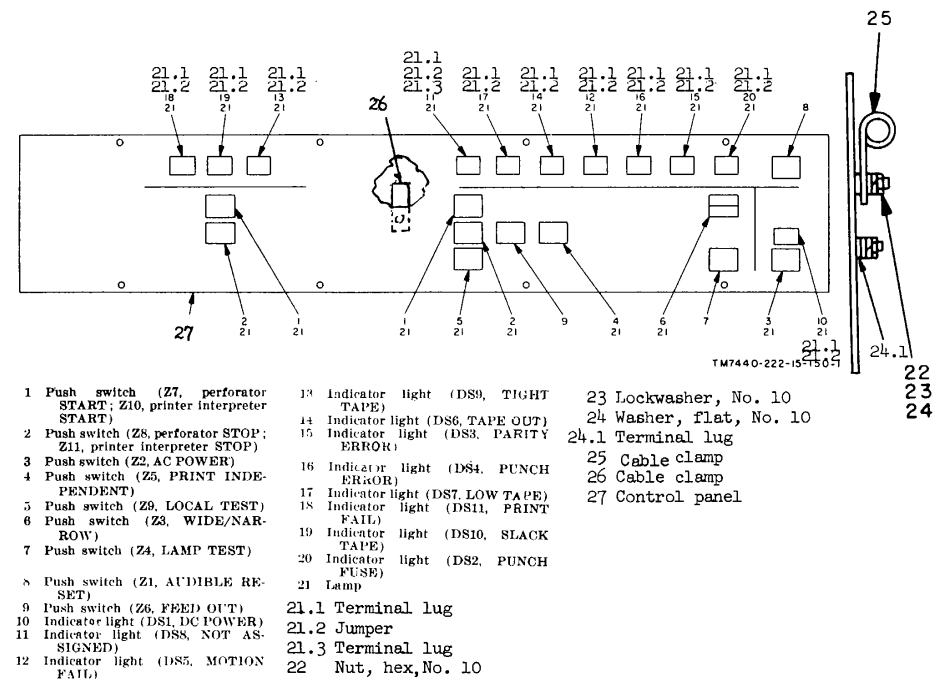 25
21.1 21.1 21.1 21.1 21.1 21.1 21.1 21.1 21.1 21.1
21.2 21.2 21.2 21.2 21.2 21.2 21.2 21.2 21.2 21.2
21.3
18 19 13 26 11 17 14 12 16 15 20 8
21 21 21 21 21 21 21 21 21 21
27
2 1 1 5 2 9 4 6 7 3 10
21 21 21 21 21 21 21 21 21
21.1
21.2
24.1
TM7440-222-15-150-1
22
23
24
1 Push switch (Z7, perforator
START; Z10, printer interpreter
START)
2 Push switch (Z8, perforator STOP;
Z11, printer interpreter STOP)
3 Push switch (Z2, AC POWER)
4 Push switch (Z5, PRINT INDE-
PENDENT)
5 Push switch (Z9, LOCAL TEST)
6 Push switch (Z3, WIDE/NAR-
ROW)
7 Push switch (Z4, LAMP TEST)
8 Push switch (Z1, AUDIBLE RE-
SET)
9 Push switch (Z6, FEED OUT)
10 Indicator light (DS1, DC POWER)
11 Indicator light (DS8, NOT AS-
SIGNED)
12 Indicator light (DS5, MOTION
FAIL)
13 Indicator light (DS9, TIGHT
TAPE)
14 Indicator light (DS6, TAPE OUT)
15 Indicator light (DS3, PARITY
ERROR)
16 Indicator light (DS4, PUNCH
ERROR)
17 Indicator light (DS7, LOW TAPE)
18 Indicator light (DS11, PRINT
FAIL)
19 Indicator light (DS10, SLACK
TAPE)
20 Indicator light (DS2, PUNCH
FUSE)
21 Lamp
21.1 Terminal lug
21.2 Jumper
21.3 Terminal lug
22 Nut, hex, No. 10
23 Lockwasher, No. 10
24 Washer, flat, No. 10
24.1 Terminal lug
25 Cable clamp
26 Cable clamp
27 Control panel